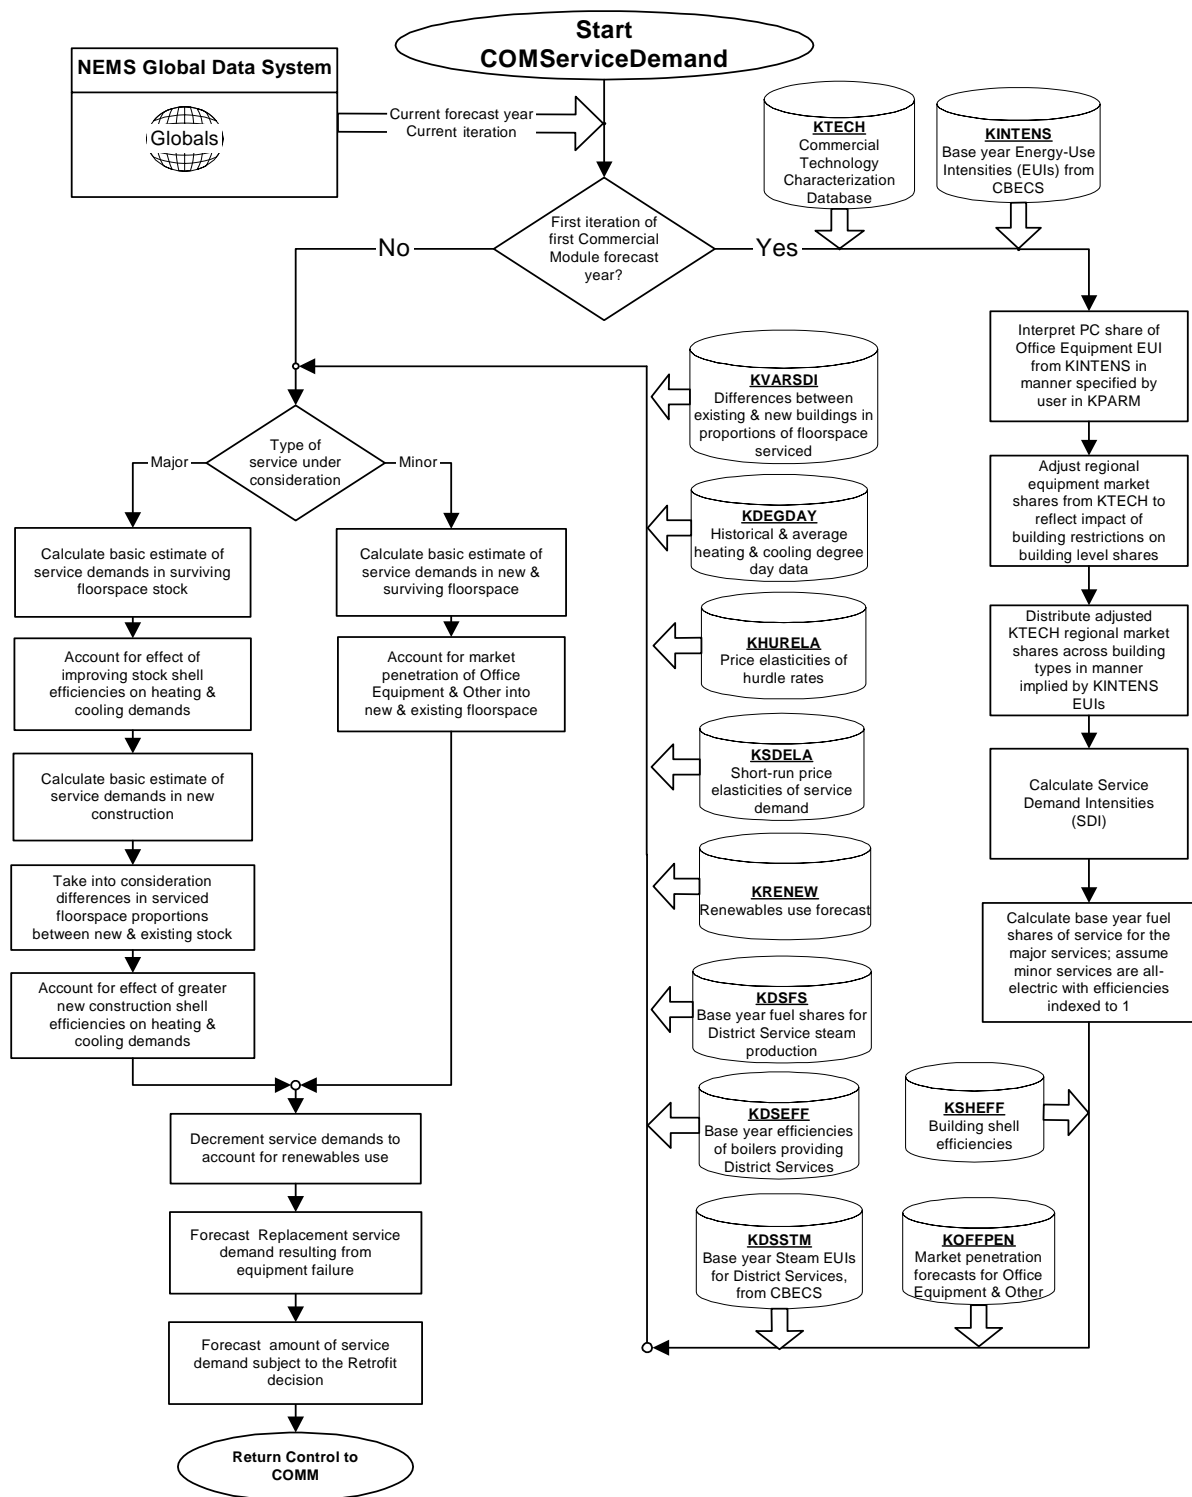 Start
COMServiceDemand
NEMS Global Data System
Globals
Current forecast year
Current iteration
KTECH
Commercial
Technology
Characterization
Database
KINTENS
Base year Energy-Use
Intensities (EUIs) from
CBECS
First iteration of
first Commercial
Module forecast
year?
No
Yes
Interpret PC share of
Office Equipment EUI
from KINTENS in
manner specified by
user in KPARM
KVARSDI
Differences between
existing & new buildings in
proportions of floorspace
serviced
Type of
service under
consideration
Major
Minor
Adjust regional
equipment market
shares from KTECH to
reflect impact of
building restrictions on
building level shares
KDEGDAY
Historical & average
heating & cooling degree
day data
Calculate basic estimate of
service demands in surviving
floorspace stock
Calculate basic estimate of
service demands in new &
surviving floorspace
KHURELA
Price elasticities of
hurdle rates
Distribute adjusted
KTECH regional market
shares across building
types in manner
implied by KINTENS
EUIs
Account for effect of
improving stock shell
efficiencies on heating &
cooling demands
Account for market
penetration of Office
Equipment & Other into
new & existing floorspace
KSDELA
Short-run price
elasticities of service
demand
Calculate Service
Demand Intensities
(SDI)
Calculate basic estimate of
service demands in new
construction
KRENEW
Renewables use forecast
Take into consideration
differences in serviced
floorspace proportions
between new & existing stock
Calculate base year fuel
shares of service for the
major services; assume
minor services are all-
electric with efficiencies
indexed to 1
Account for effect of greater
new construction shell
efficiencies on heating &
cooling demands
KDSFS
Base year fuel shares for
District Service steam
production
KDSEFF
Base year efficiencies
of boilers providing
District Services
KSHEFF
Building shell
efficiencies
Decrement service demands to
account for renewables use
Forecast Replacement service
demand resulting from
equipment failure
KDSSTM
Base year Steam EUIs
for District Services,
from CBECS
KOFFPEN
Market penetration
forecasts for Office
Equipment & Other
Forecast amount of service
demand subject to the Retrofit
decision
Return Control to
COMM